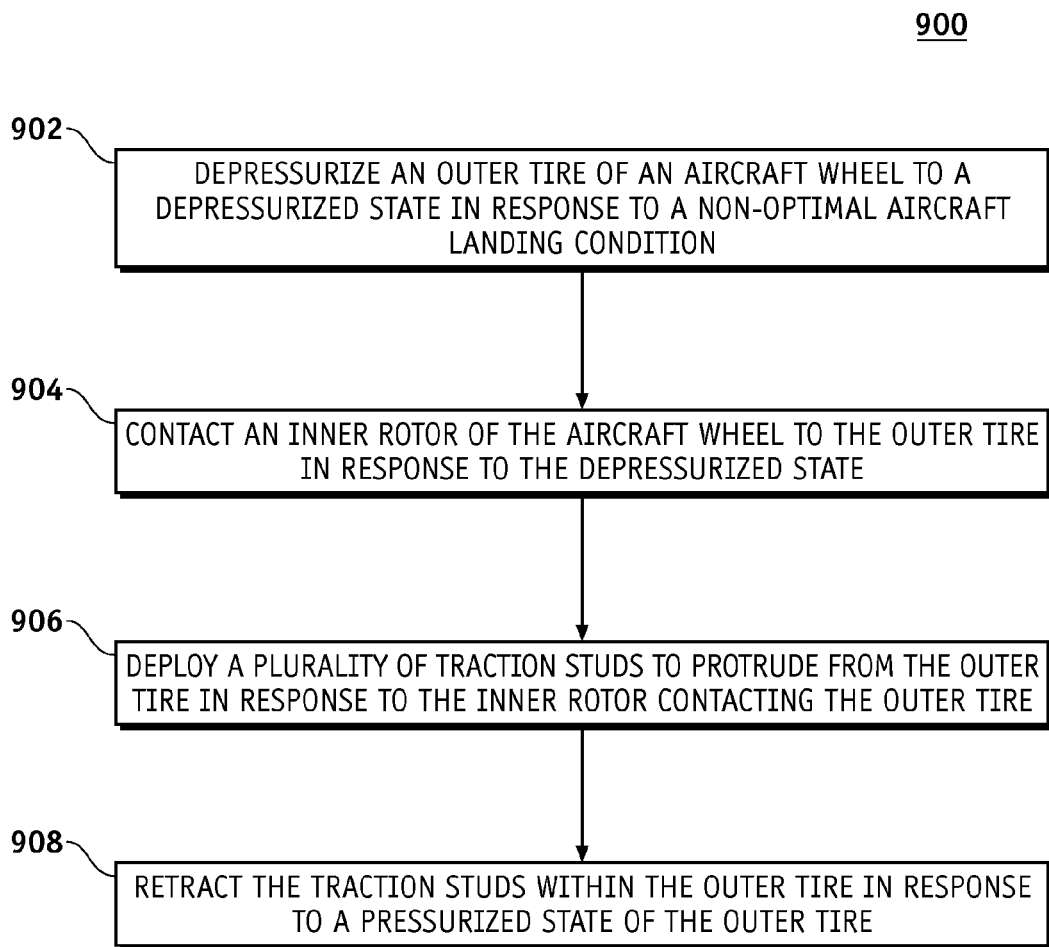 900
902
DEPRESSURIZE AN OUTER TIRE OF AN AIRCRAFT WHEEL TO A
DEPRESSURIZED STATE IN RESPONSE TO A NON-OPTIMAL AIRCRAFT
LANDING CONDITION
904
CONTACT AN INNER ROTOR OF THE AIRCRAFT WHEEL TO THE OUTER TIRE
IN RESPONSE TO THE DEPRESSURIZED STATE
906
DEPLOY A PLURALITY OF TRACTION STUDS TO PROTRUDE FROM THE OUTER
TIRE IN RESPONSE TO THE INNER ROTOR CONTACTING THE OUTER TIRE
908
RETRACT THE TRACTION STUDS WITHIN THE OUTER TIRE IN RESPONSE
TO A PRESSURIZED STATE OF THE OUTER TIRE